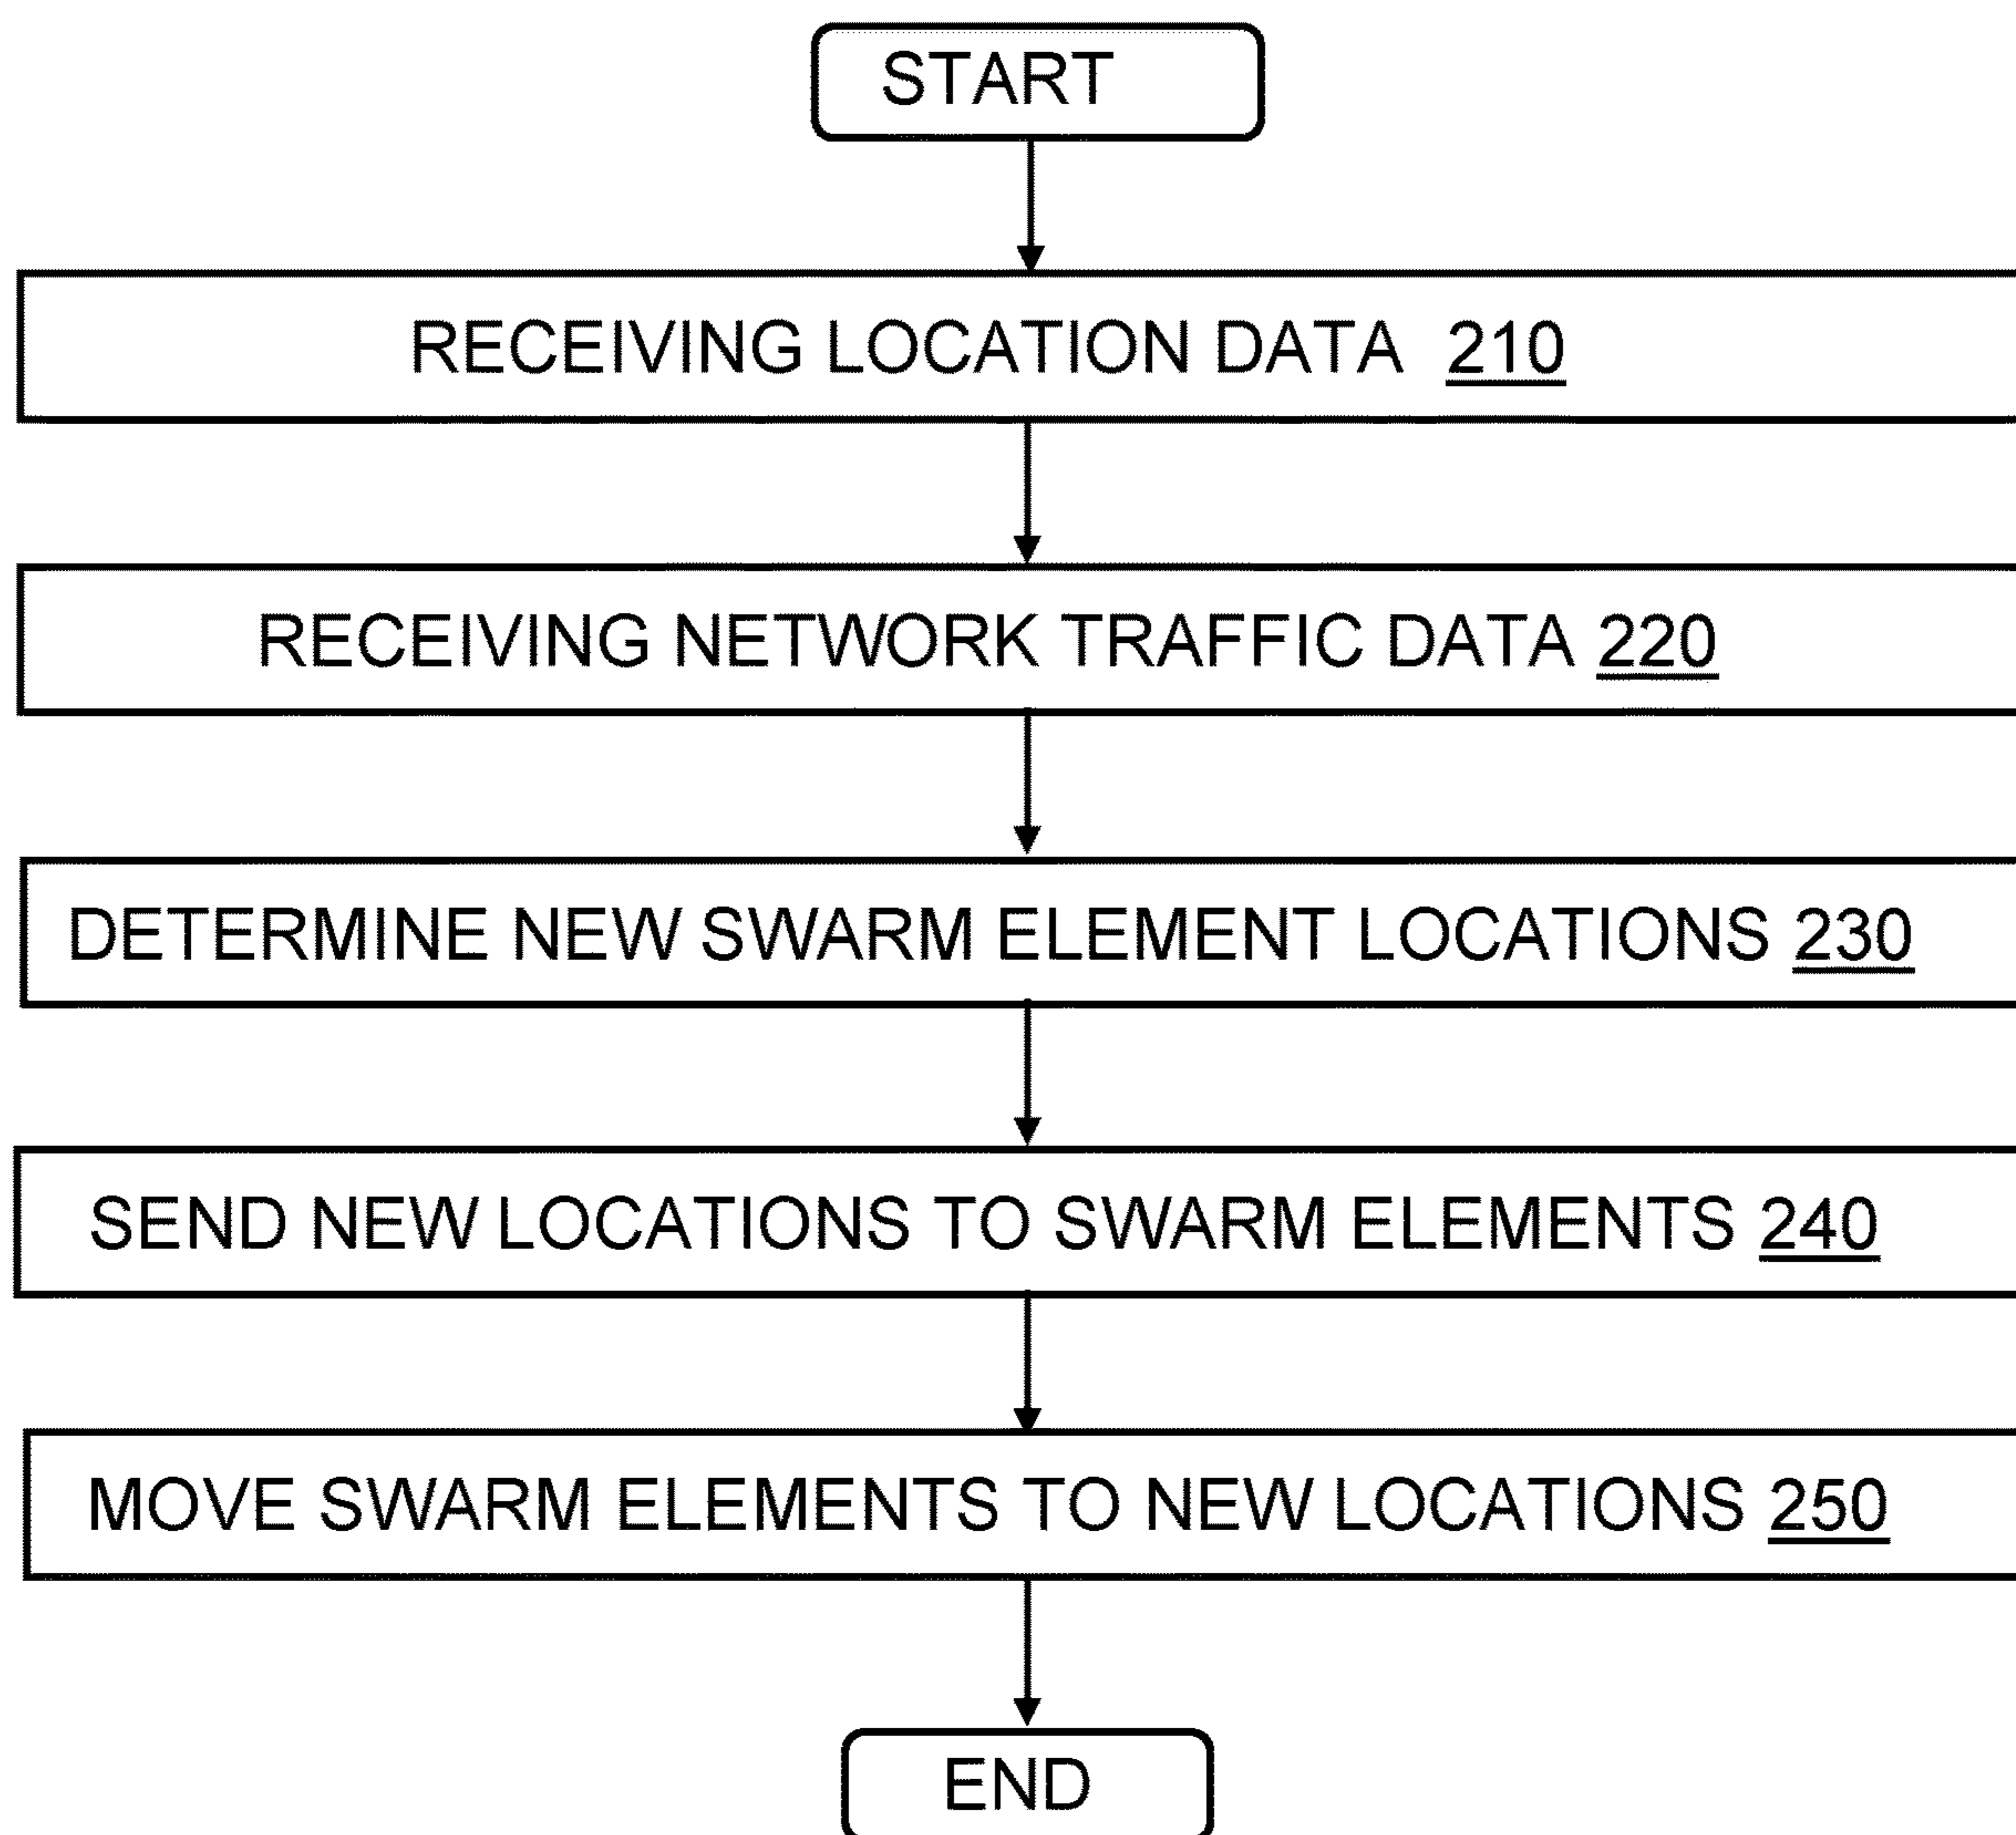 START
RECEIVING LOCATION DATA 210
RECEIVING NETWORK TRAFFIC DATA 220
DETERMINE NEW SWARM ELEMENT LOCATIONS 230
SEND NEW LOCATIONS TO SWARM ELEMENTS 240
MOVE SWARM ELEMENTS TO NEW LOCATIONS 250
END